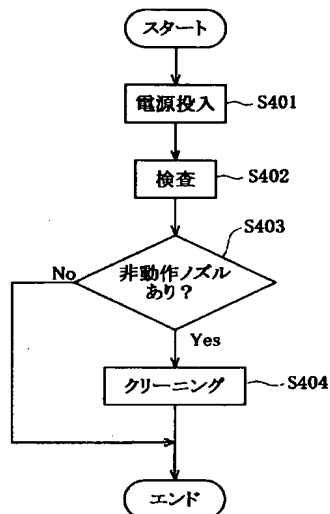 スタート
電源投入
S401
検査
S402
S403
非動作ノズル
あり？
No
Yes
クリーニング
S404
エンド